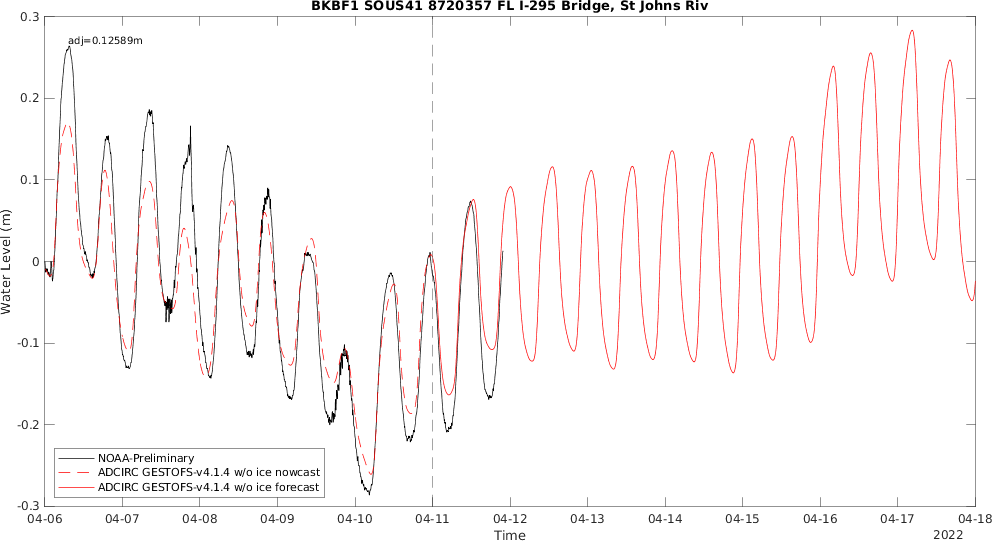 BKBF1 SOUS41 8720357 FL I-295 Bridge, St Johns Riv
adj=0.12589m
0.3
0.2
0.1
0
-0.1
-0.2
-0.3
Water Level (m)
NOAA-Preliminary
ADCIRC GESTOFS-v4.1.4 w/o ice nowcast
ADCIRC GESTOFS-v4.1.4 w/o ice forecast
04-06 04-07 04-08 04-09 04-10 04-11 04-12 04-13 04-14 04-15 04-16 04-17 04-18
Time
2022